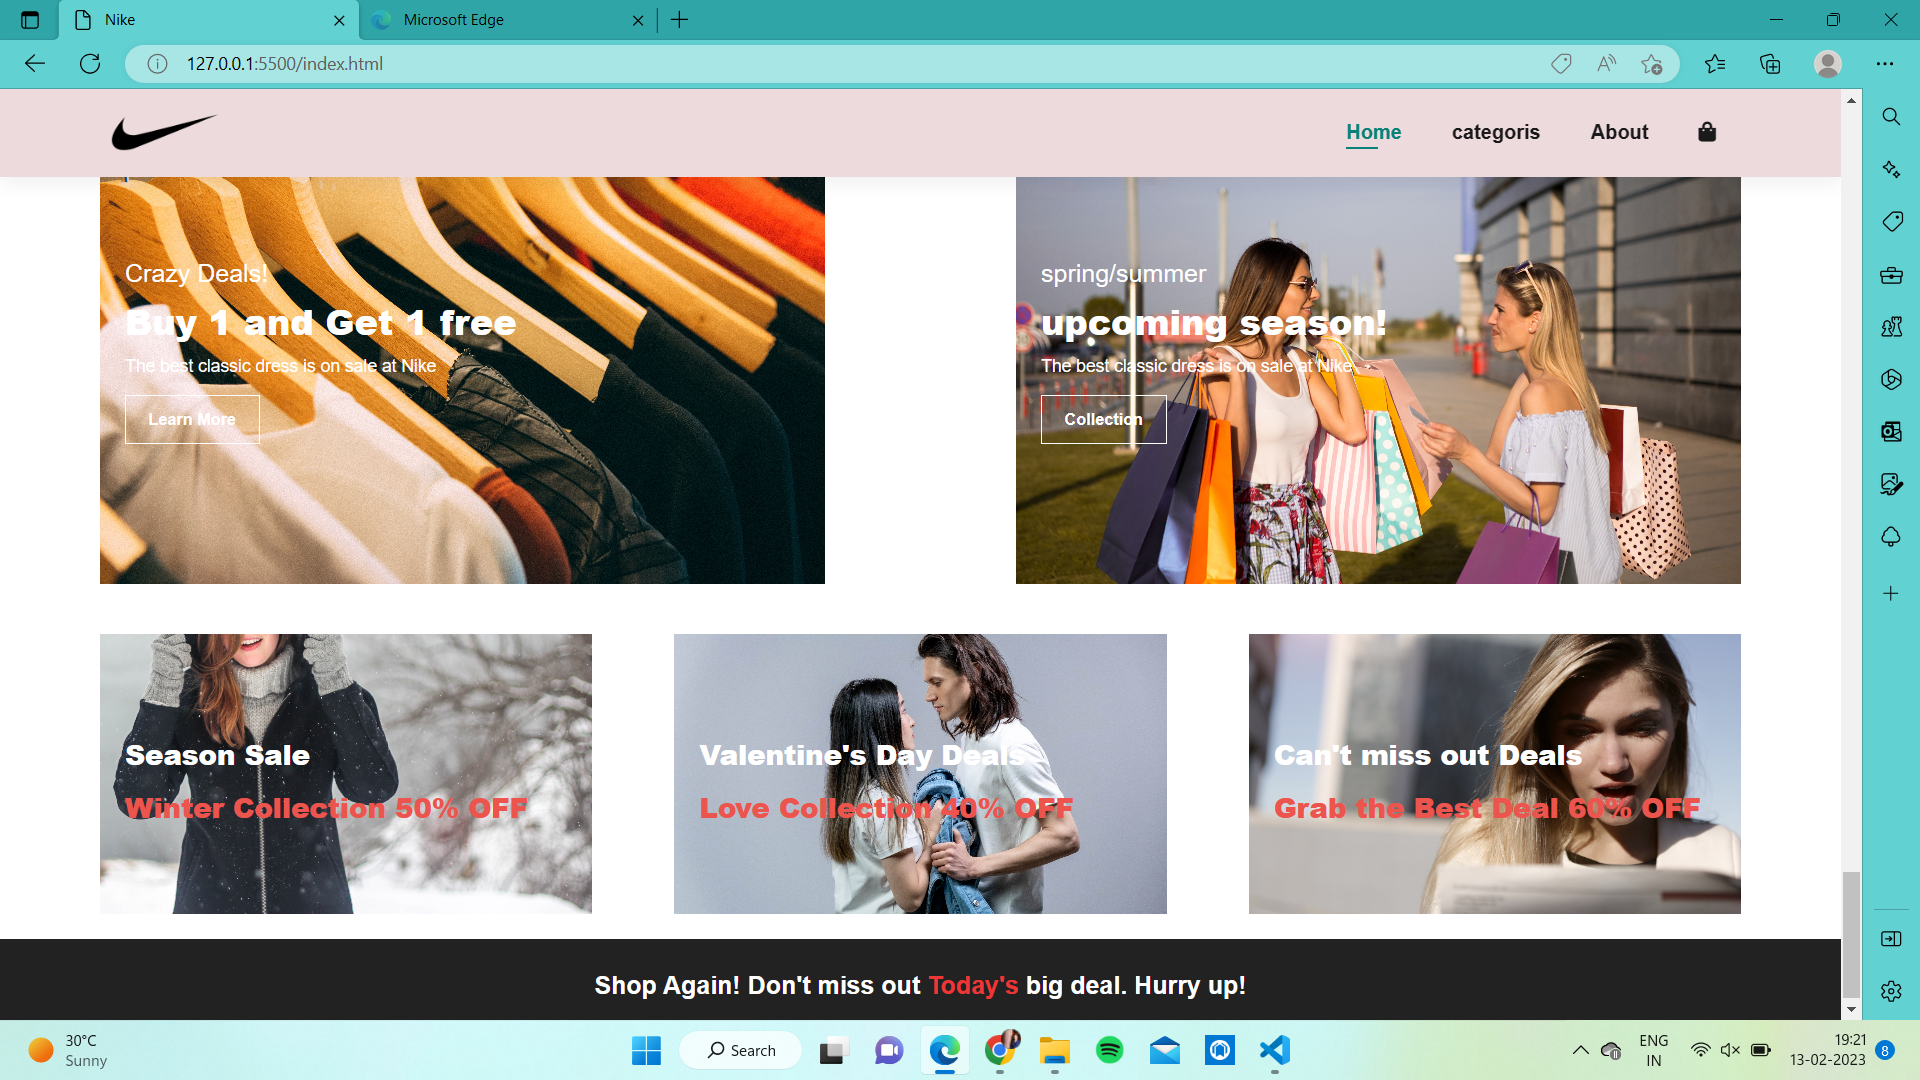 Nike
Microsoft Edge
127.0.0.1:5500/index.html
Home
categoris
About
Crazy Deals!
Buy 1 and Get 1 free
The best classic dress is on sale at Nike
Learn More
spring/summer
upcoming season!
The best classic dress is on sale at Nike
Collection
Season Sale
Winter Collection 50% OFF
Valentine's Day Deals
Love Collection 40% OFF
Can't miss out Deals
Grab the Best Deal 60% OFF
Shop Again! Don't miss out Today's big deal. Hurry up!
30°C
Sunny
Search
ENG
IN
19:21
13-02-2023
8